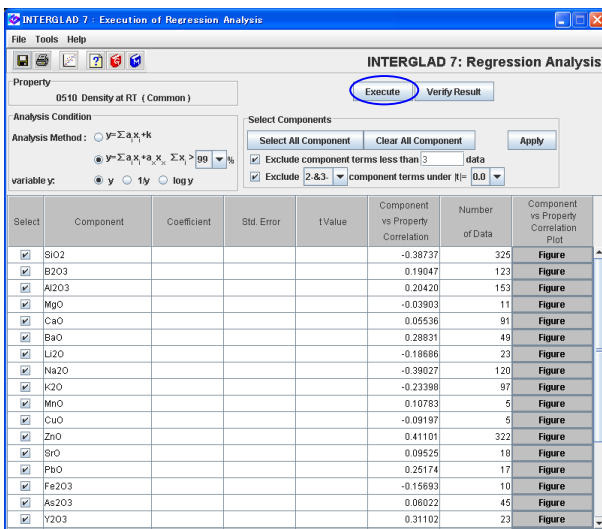 INTERGLAD 7 : Execution of Regression Analysis
File Tools Help
INTERGLAD 7: Regression Analysis
Property
0510 Density at RT ( Common )
Execute Verify Result
Analysis Condition
Analysis Method : y=Σaixi+k
y=Σaixi+axxx Σxi > 99 %
variable y: y 1/y log y
Select Components
Select All Component Clear All Component Apply
Exclude component terms less than 3 data
Exclude 2-&3- component terms under |t|= 0.0
Select Component Coefficient Std. Error t Value Component vs Property Correlation Number of Data Component vs Property Correlation Plot
SiO2 -0.38737 325 Figure
B2O3 0.19047 123 Figure
Al2O3 0.20420 153 Figure
MgO -0.03903 11 Figure
CaO 0.05536 91 Figure
BaO 0.28831 49 Figure
Li2O -0.18686 23 Figure
Na2O -0.39027 120 Figure
K2O -0.23398 97 Figure
MnO 0.10783 5 Figure
CuO -0.09197 5 Figure
ZnO 0.41101 322 Figure
SrO 0.09525 18 Figure
PbO 0.25174 17 Figure
Fe2O3 -0.15693 10 Figure
As2O3 0.06022 45 Figure
Y2O3 0.31102 23 Figure